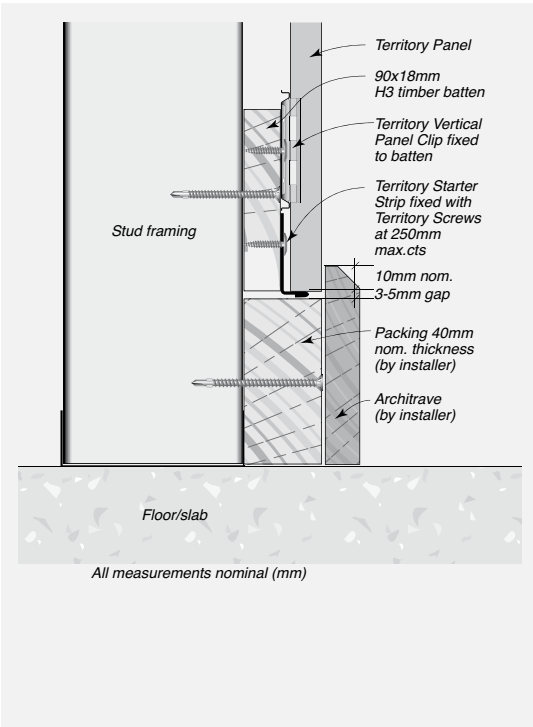 Territory Panel
90x18mm
H3 timber batten
Territory Vertical
Panel Clip fixed
to batten
Territory Starter
Strip fixed with
Territory Screws
at 250mm
max.cts
Stud framing
10mm nom.
3-5mm gap
Packing 40mm
nom. thickness
(by installer)
Architrave
(by installer)
Floor/slab
All measurements nominal (mm)